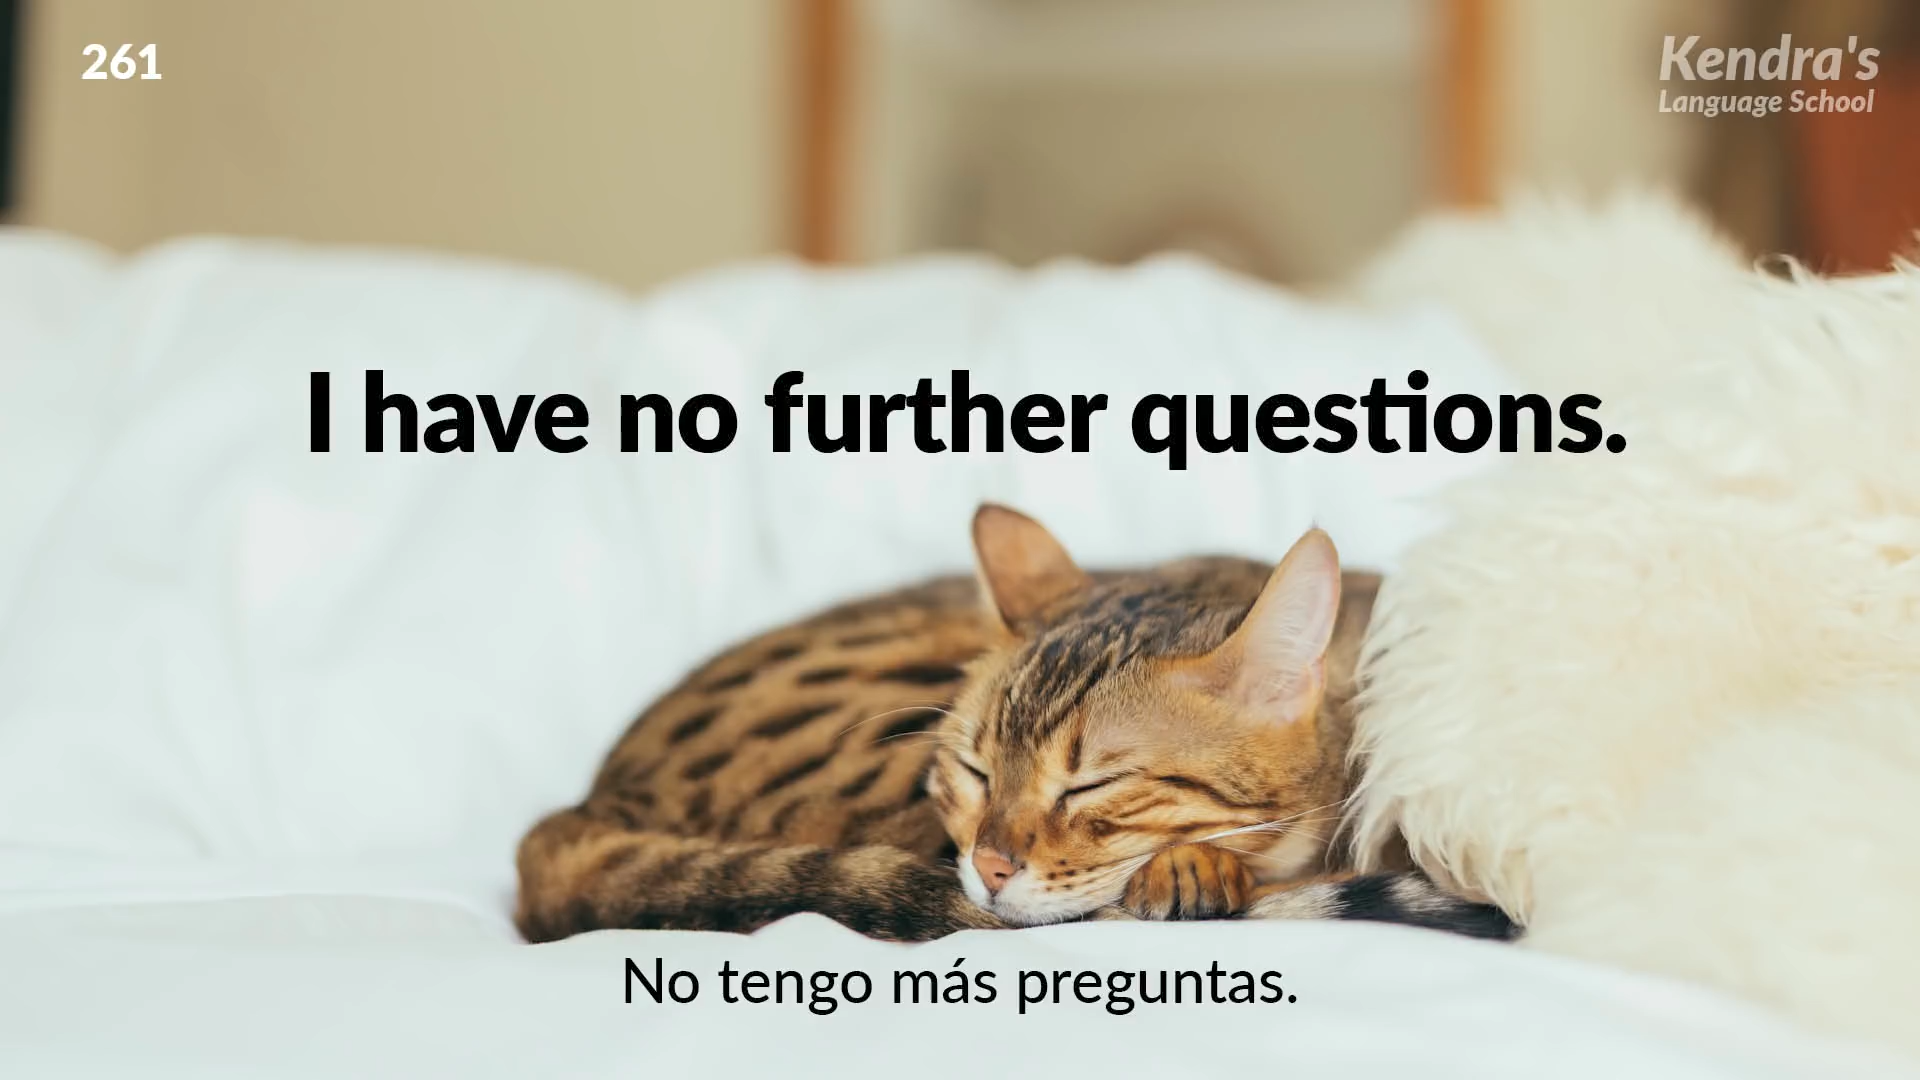 261
Kendra's
Language School
I have no further questions.
No tengo más preguntas.